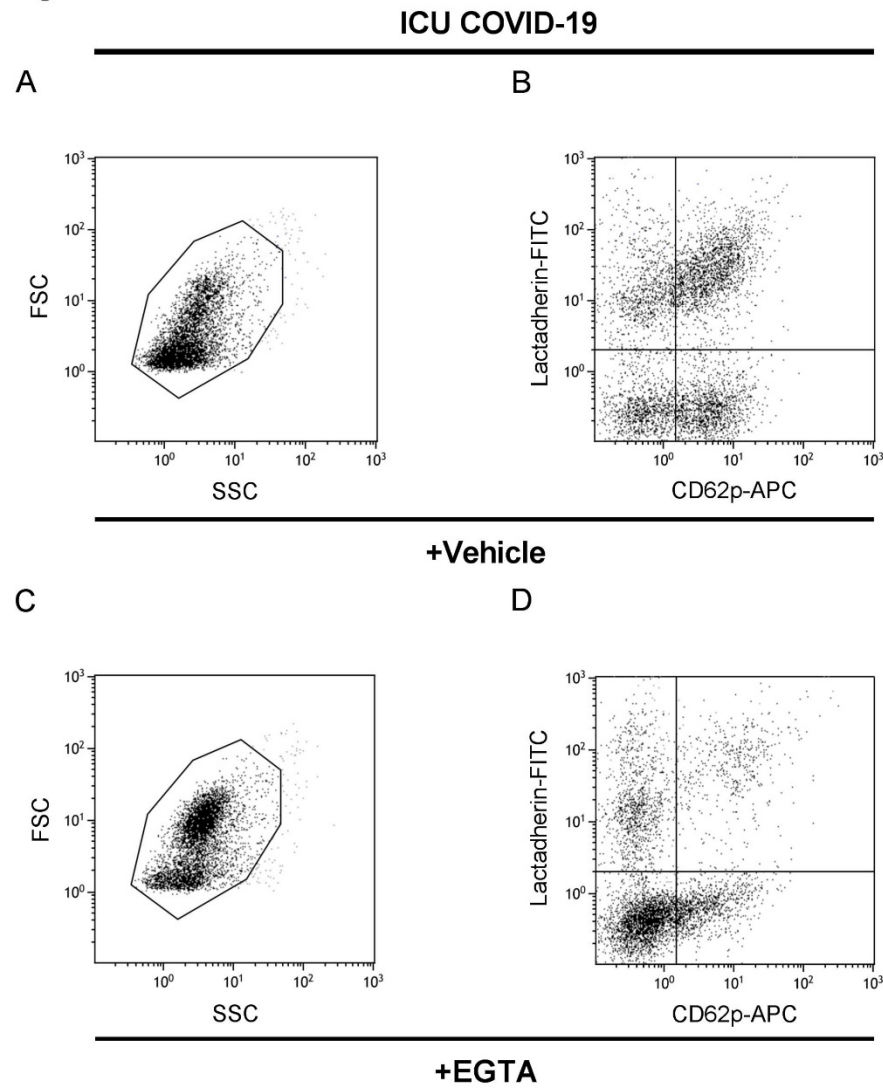 ICU COVID-19
A
B
10³
10²
10¹
10⁰
FSC
10⁰ 10¹ 10² 10³
SSC
10³
10²
10¹
10⁰
Lactadherin-FITC
10⁰ 10¹ 10² 10³
CD62p-APC
+Vehicle
C
D
10³
10²
10¹
10⁰
FSC
10⁰ 10¹ 10² 10³
SSC
10³
10²
10¹
10⁰
Lactadherin-FITC
10⁰ 10¹ 10² 10³
CD62p-APC
+EGTA